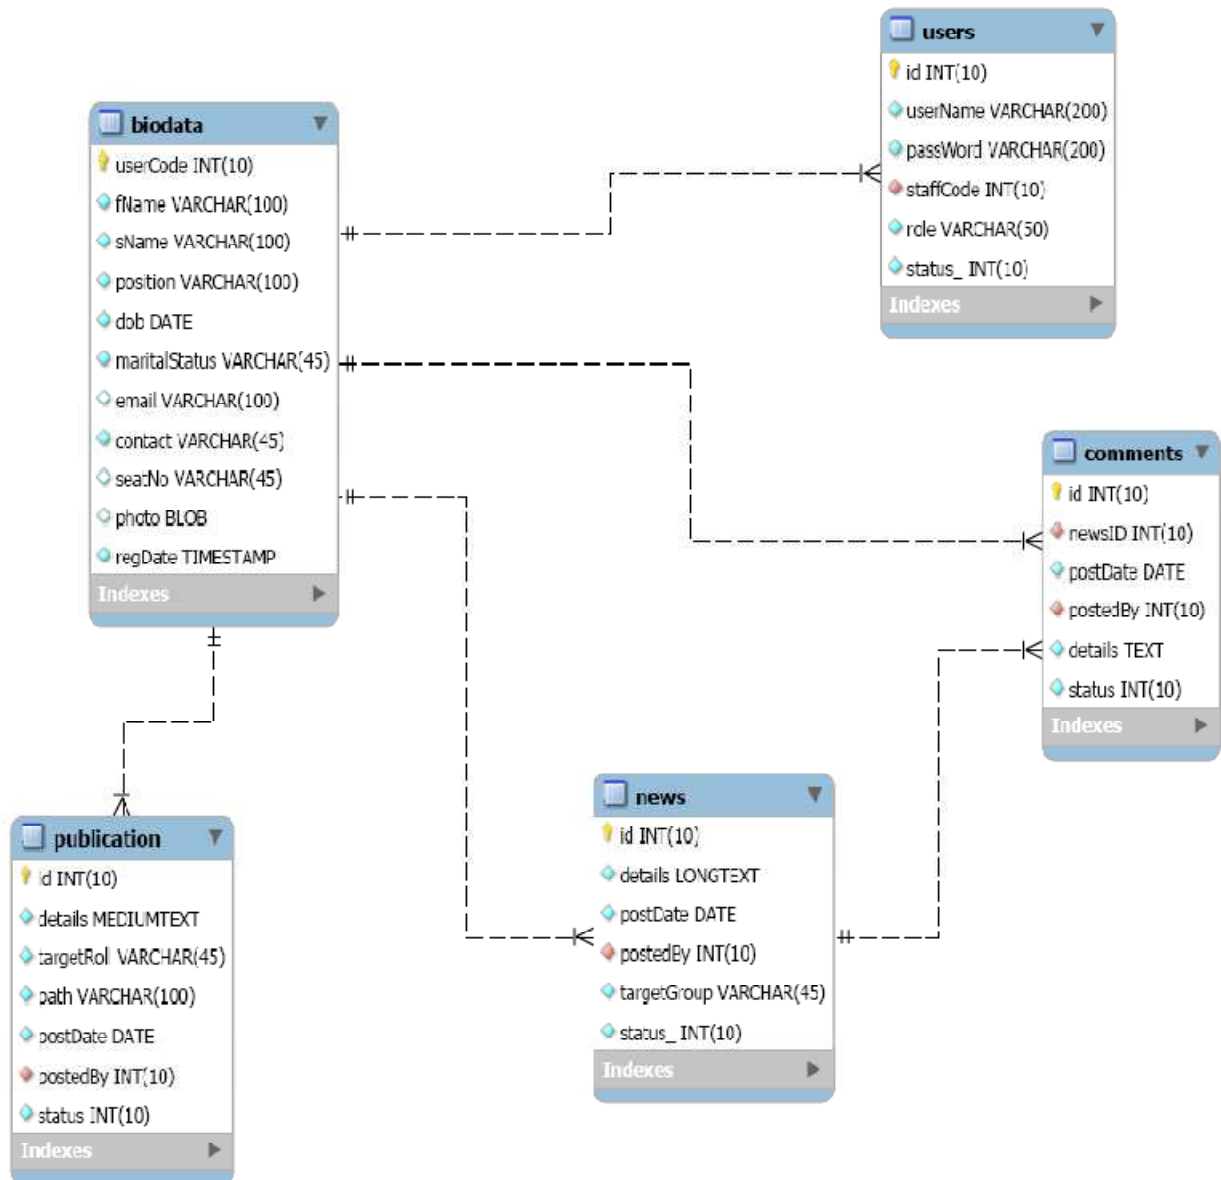 users
id INT(10)
userName VARCHAR(200)
passWord VARCHAR(200)
staffCode INT(10)
role VARCHAR(50)
status_ INT(10)
Indexes
biodata
userCode INT(10)
fName VARCHAR(100)
sName VARCHAR(100)
position VARCHAR(100)
dob DATE
maritalStatus VARCHAR(45)
email VARCHAR(100)
contact VARCHAR(45)
seatNo VARCHAR(45)
photo BLOB
regDate TIMESTAMP
Indexes
comments
id INT(10)
newsID INT(10)
postDate DATE
postedBy INT(10)
details TEXT
status INT(10)
Indexes
news
id INT(10)
details LONGTEXT
postDate DATE
postedBy INT(10)
targetGroup VARCHAR(45)
status_ INT(10)
Indexes
publication
id INT(10)
details MEDIUMTEXT
targetRoll VARCHAR(45)
path VARCHAR(100)
postDate DATE
postedBy INT(10)
status INT(10)
Indexes